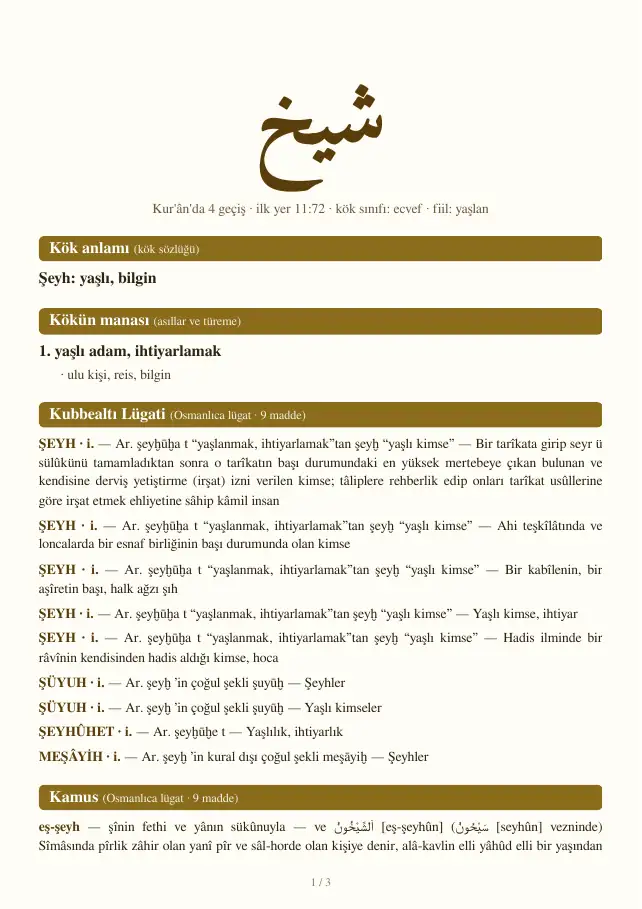 شيخ
Kur'ân'da 4 geçiş · ilk yer 11:72 · kök sınıfı: ecvef · fiil: yaşlan
Kök anlamı (kök sözlüğü)
Şeyh: yaşlı, bilgin
Kökün manası (asıllar ve türeme)
1. yaşlı adam, ihtiyarlamak
· ulu kişi, reis, bilgin
Kubbealtı Lügati (Osmanlıca lügat · 9 madde)
ŞEYH · i. — Ar. şeyḫūḫa t “yaşlanmak, ihtiyarlamak”tan şeyḫ “yaşlı kimse” — Bir tarîkata girip seyr ü
sülûkünü tamamladıktan sonra o tarîkatın başı durumundaki en yüksek mertebeye çıkan bulunan ve
kendisine derviş yetiştirme (irşat) izni verilen kimse; tâliplere rehberlik edip onları tarîkat usûllerine
göre irşat etmek ehliyetine sâhip kâmil insan
ŞEYH · i. — Ar. şeyḫūḫa t “yaşlanmak, ihtiyarlamak”tan şeyḫ “yaşlı kimse” — Ahi teşkîlâtında ve
loncalarda bir esnaf birliğinin başı durumunda olan kimse
ŞEYH · i. — Ar. şeyḫūḫa t “yaşlanmak, ihtiyarlamak”tan şeyḫ “yaşlı kimse” — Bir kabîlenin, bir
aşîretin başı, halk ağzı şıh
ŞEYH · i. — Ar. şeyḫūḫa t “yaşlanmak, ihtiyarlamak”tan şeyḫ “yaşlı kimse” — Yaşlı kimse, ihtiyar
ŞEYH · i. — Ar. şeyḫūḫa t “yaşlanmak, ihtiyarlamak”tan şeyḫ “yaşlı kimse” — Hadis ilminde bir
râvînin kendisinden hadis aldığı kimse, hoca
ŞÜYUH · i. — Ar. şeyḫ ’in çoğul şekli şuyūḫ — Şeyhler
ŞÜYUH · i. — Ar. şeyḫ ’in çoğul şekli şuyūḫ — Yaşlı kimseler
ŞEYHÛHET · i. — Ar. şeyḫūḫe t — Yaşlılık, ihtiyarlık
MEŞÂYİH · i. — Ar. şeyḫ ’in kural dışı çoğul şekli meşāyiḫ — Şeyhler
Kamus (Osmanlıca lügat · 9 madde)
eş-şeyh — şînin fethi ve yânın sükûnuyla — ve اَلشَّيْخُونُ [eş-şeyhûn] (سَيْحُونُ [seyhûn] vezninde)
Sîmâsında pîrlik zâhir olan yanî pîr ve sâl-horde olan kişiye denir, alâ-kavlin elli yâhûd elli bir yaşından
1 / 3